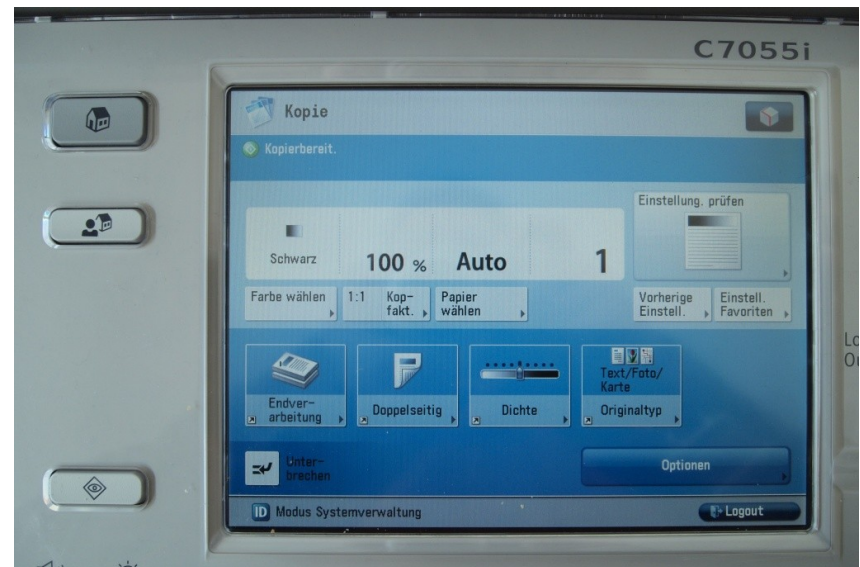 C7055i
Kopie
Kopierbereit.
Einstellung. prüfen
Schwarz
100 % Auto 1
Farbe wählen
1:1 Kop-
fakt.
Papier
wählen
Vorherige
Einstell.
Einstell.
Favoriten
Endver-
arbeitung
Doppelseitig
Dichte
Text/Foto/
Karte
Originaltyp
Unter-
brechen
Optionen
ID Modus Systemverwaltung
Logout